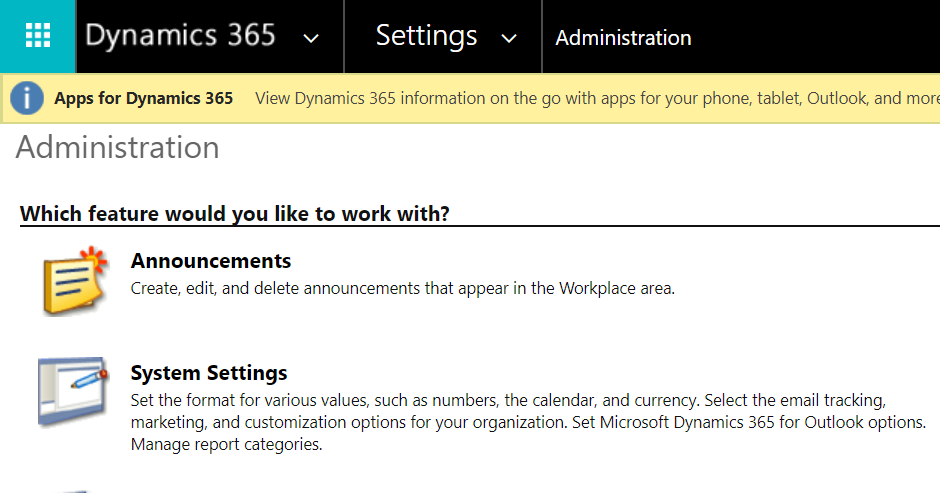 Dynamics 365 Settings Administration
Apps for Dynamics 365 View Dynamics 365 information on the go with apps for your phone, tablet, Outlook, and more
Administration
Which feature would you like to work with?
Announcements
Create, edit, and delete announcements that appear in the Workplace area.
System Settings
Set the format for various values, such as numbers, the calendar, and currency. Select the email tracking,
marketing, and customization options for your organization. Set Microsoft Dynamics 365 for Outlook options.
Manage report categories.